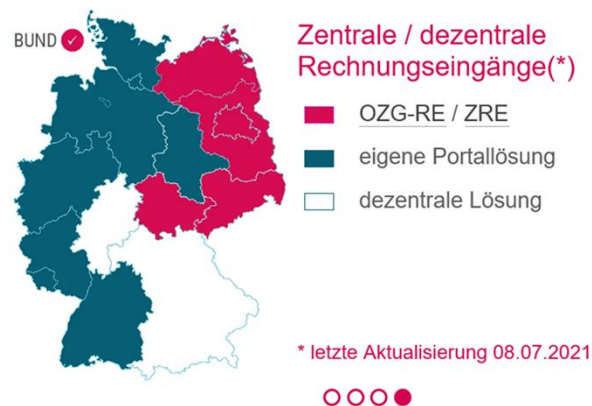 BUND
Zentrale / dezentrale
Rechnungseingänge(*)
OZG-RE / ZRE
eigene Portallösung
dezentrale Lösung
* letzte Aktualisierung 08.07.2021